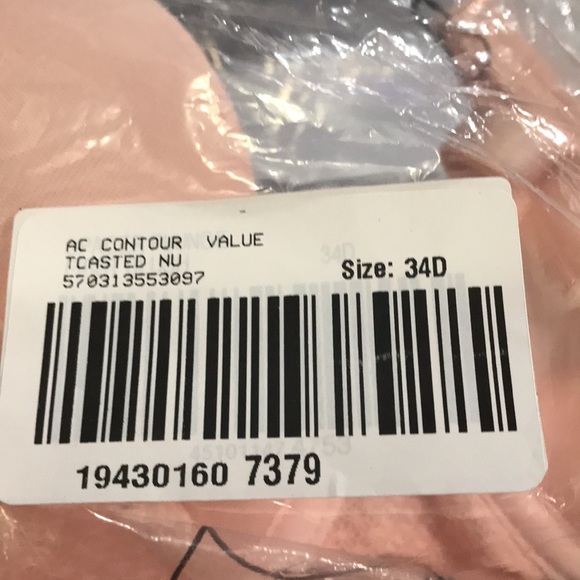 AC CONTOUR VALUE
TCASTED NU
570313553097
Size: 34D
19430160 7379